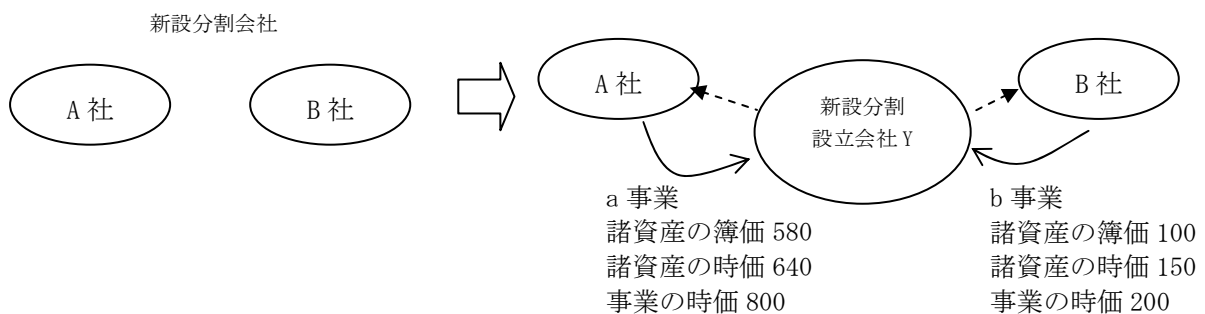 新設分割会社
A 社
B 社
A 社
新設分割
設立会社 Y
B 社
a 事業
諸資産の簿価 580
諸資産の時価 640
事業の時価 800
b 事業
諸資産の簿価 100
諸資産の時価 150
事業の時価 200